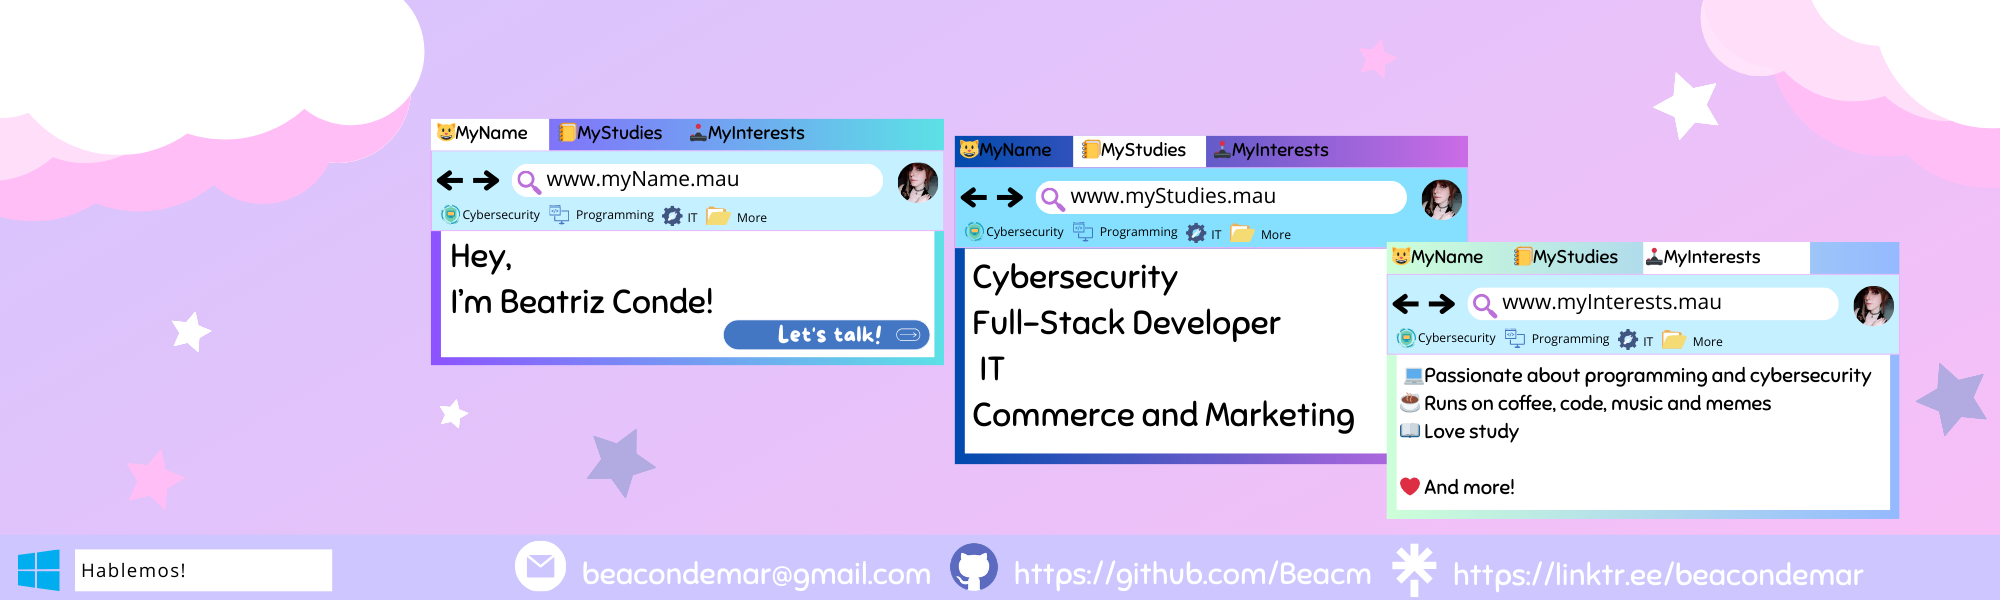 MyName MyStudies MyInterests
www.myName.mau
Cybersecurity Programming IT More
Hey,
I'm Beatriz Conde!
Let's talk!
MyName MyStudies MyInterests
www.myStudies.mau
Cybersecurity Programming IT More
Cybersecurity
Full-Stack Developer
IT
Commerce and Marketing
MyName MyStudies MyInterests
www.myInterests.mau
Cybersecurity Programming IT More
Passionate about programming and cybersecurity
Runs on coffee, code, music and memes
Love study
And more!
Hablemos!
beacondemar@gmail.com
https://github.com/Beacm
https://linktr.ee/beacondemar